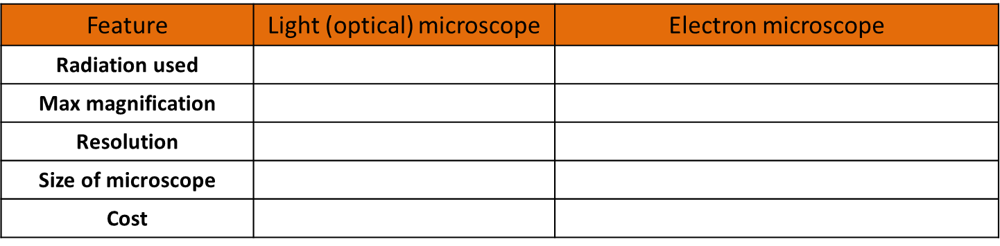 Feature Light (optical) microscope Electron microscope
Radiation used
Max magnification
Resolution
Size of microscope
Cost